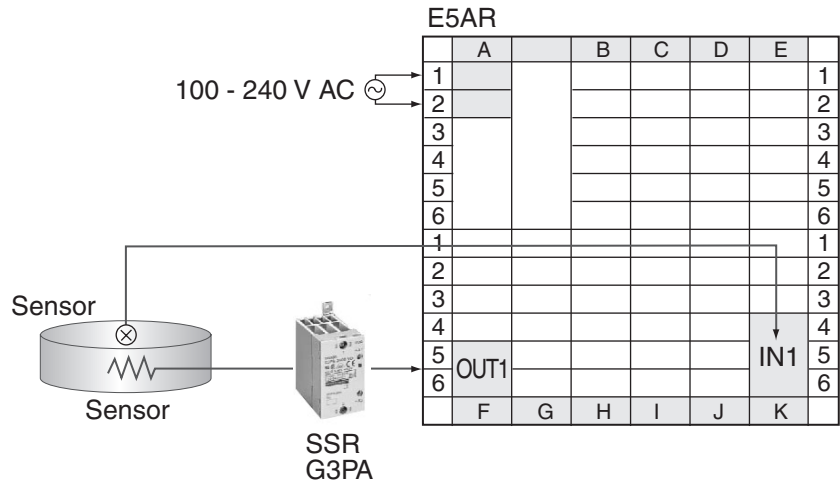 E5AR
A B C D E
100 - 240 V AC
1 1
2 2
3 3
4 4
5 5
6 6
1 1
2 2
3 3
Sensor
4 4
5 OUT1 IN1 5
6 6
Sensor
F G H I J K
SSR
G3PA